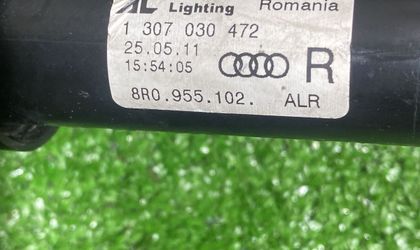 AL Lighting Romania
1 307 030 472
25.05.11
15:54:05 R
8R0.955.102. ALR